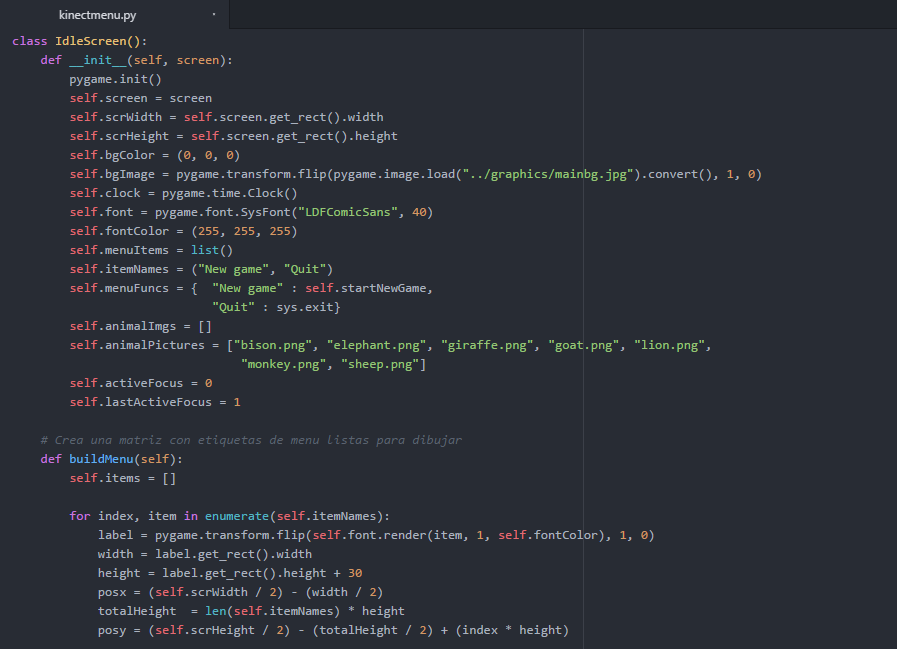 kinectmenu.py
class IdleScreen():
    def __init__(self, screen):
        pygame.init()
        self.screen = screen
        self.scrWidth = self.screen.get_rect().width
        self.scrHeight = self.screen.get_rect().height
        self.bgColor = (0, 0, 0)
        self.bgImage = pygame.transform.flip(pygame.image.load("../graphics/mainbg.jpg").convert(), 1, 0)
        self.clock = pygame.time.Clock()
        self.font = pygame.font.SysFont("LDFComicSans", 40)
        self.fontColor = (255, 255, 255)
        self.menuItems = list()
        self.itemNames = ("New game", "Quit")
        self.menuFuncs = {  "New game" : self.startNewGame,
                            "Quit" : sys.exit}
        self.animalImgs = []
        self.animalPictures = ["bison.png", "elephant.png", "giraffe.png", "goat.png", "lion.png",
                                "monkey.png", "sheep.png"]
        self.activeFocus = 0
        self.lastActiveFocus = 1

    # Crea una matriz con etiquetas de menu listas para dibujar
    def buildMenu(self):
        self.items = []

        for index, item in enumerate(self.itemNames):
            label = pygame.transform.flip(self.font.render(item, 1, self.fontColor), 1, 0)
            width = label.get_rect().width
            height = label.get_rect().height + 30
            posx = (self.scrWidth / 2) - (width / 2)
            totalHeight  = len(self.itemNames) * height
            posy = (self.scrHeight / 2) - (totalHeight / 2) + (index * height)